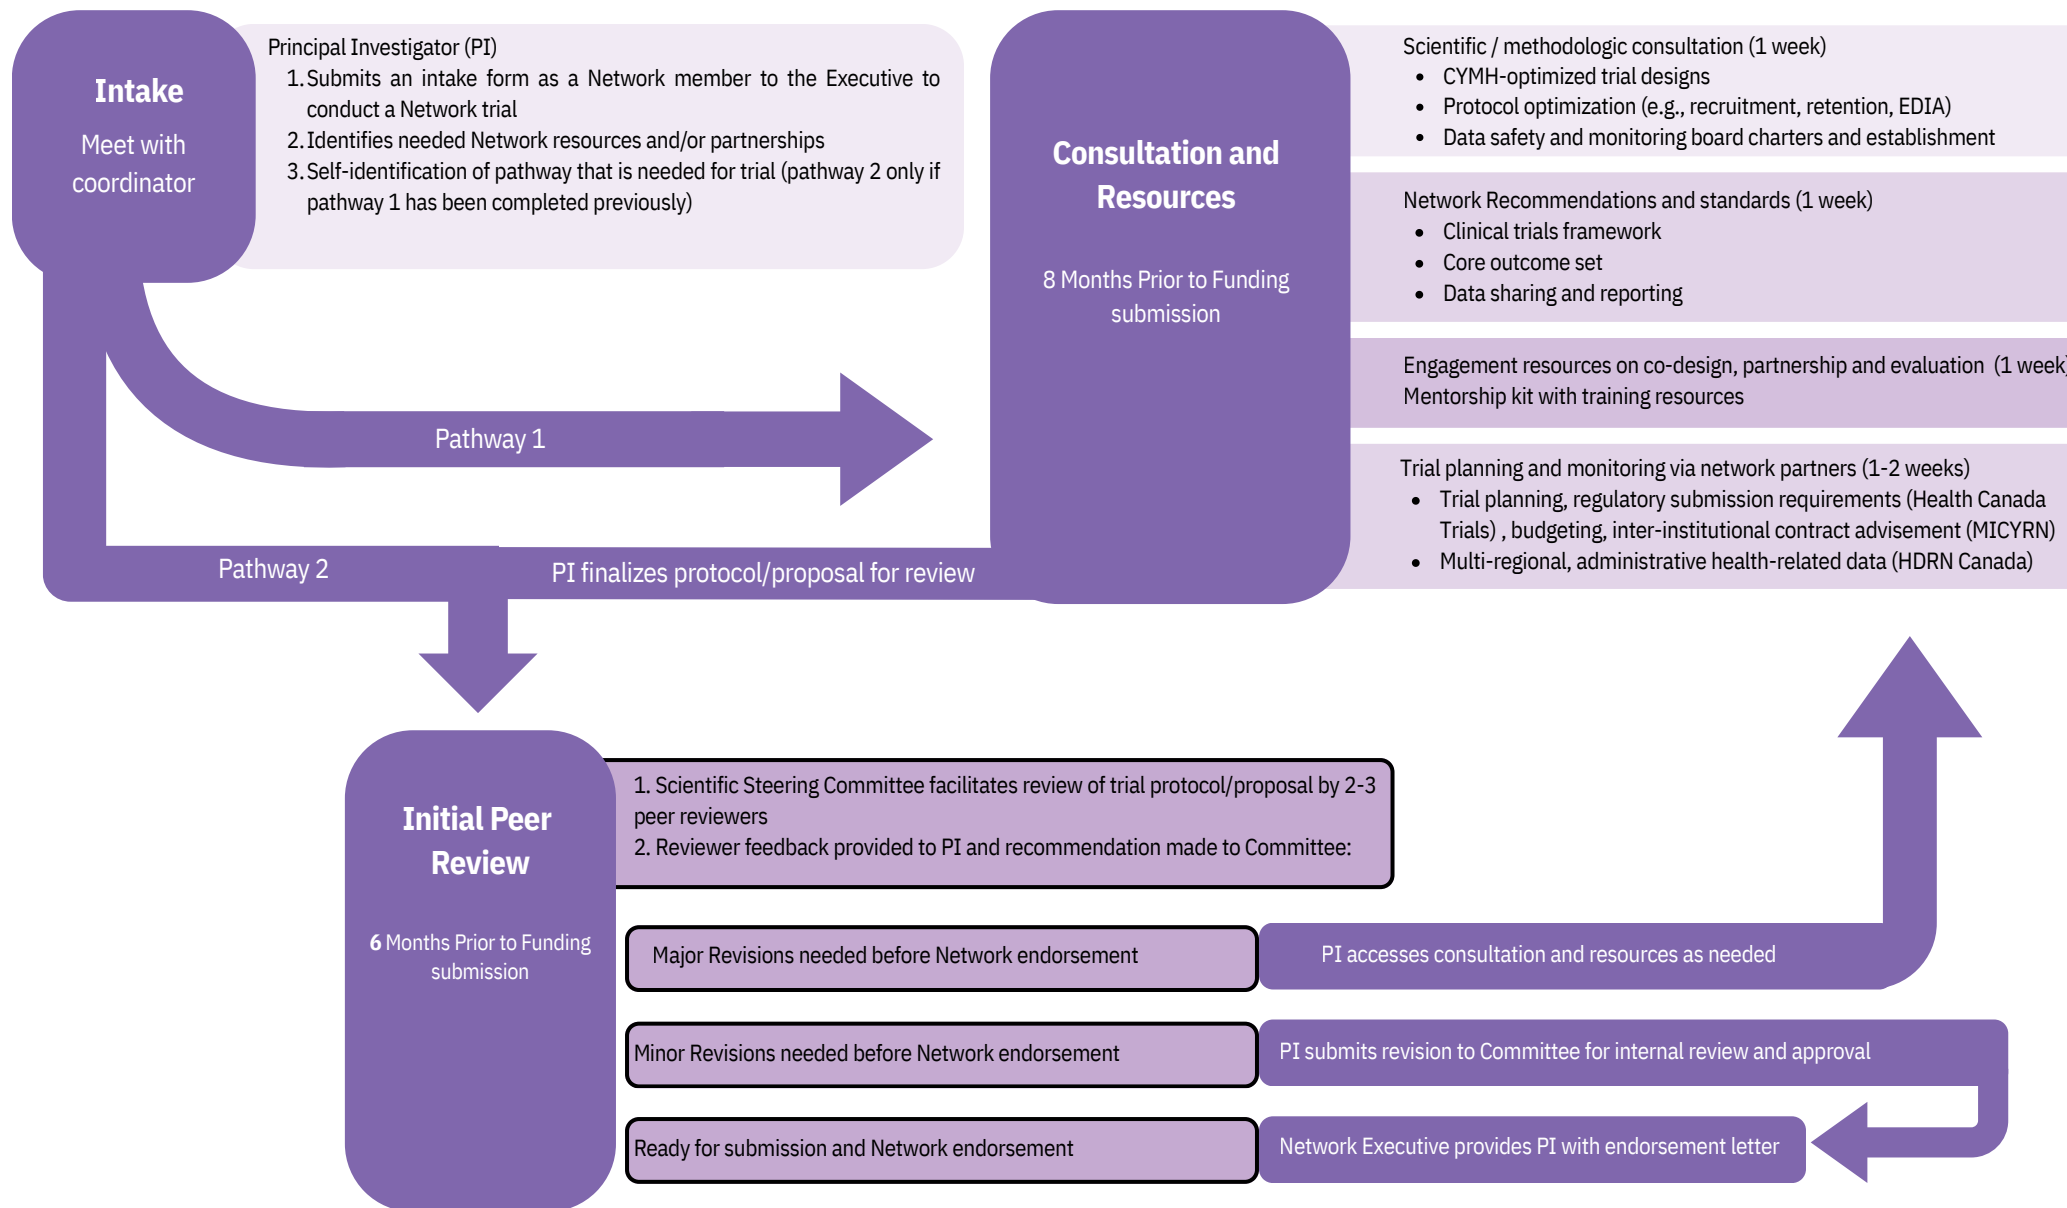 Intake
Meet with
coordinator
Principal Investigator (PI)
1. Submits an intake form as a Network member to the Executive to
conduct a Network trial
2. Identifies needed Network resources and/or partnerships
3. Self-identification of pathway that is needed for trial (pathway 2 only if
pathway 1 has been completed previously)
Consultation and
Resources
8 Months Prior to Funding
submission
Scientific / methodologic consultation (1 week)
• CYMH-optimized trial designs
• Protocol optimization (e.g., recruitment, retention, EDIA)
• Data safety and monitoring board charters and establishment
Network Recommendations and standards (1 week)
• Clinical trials framework
• Core outcome set
• Data sharing and reporting
Engagement resources on co-design, partnership and evaluation (1 week)
Mentorship kit with training resources
Trial planning and monitoring via network partners (1-2 weeks)
• Trial planning, regulatory submission requirements (Health Canada
Trials) , budgeting, inter-institutional contract advisement (MICYRN)
• Multi-regional, administrative health-related data (HDRN Canada)
Pathway 1
Pathway 2
PI finalizes protocol/proposal for review
Initial Peer
Review
6 Months Prior to Funding
submission
1. Scientific Steering Committee facilitates review of trial protocol/proposal by 2-3
peer reviewers
2. Reviewer feedback provided to PI and recommendation made to Committee:
Major Revisions needed before Network endorsement
PI accesses consultation and resources as needed
Minor Revisions needed before Network endorsement
PI submits revision to Committee for internal review and approval
Ready for submission and Network endorsement
Network Executive provides PI with endorsement letter